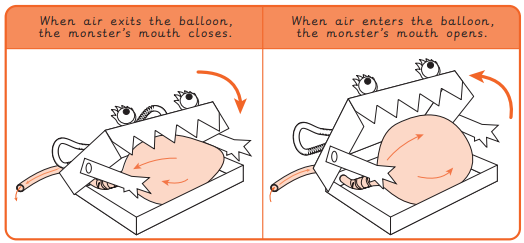 When air exits the balloon,
the monster's mouth closes.
When air enters the balloon,
the monster's mouth opens.